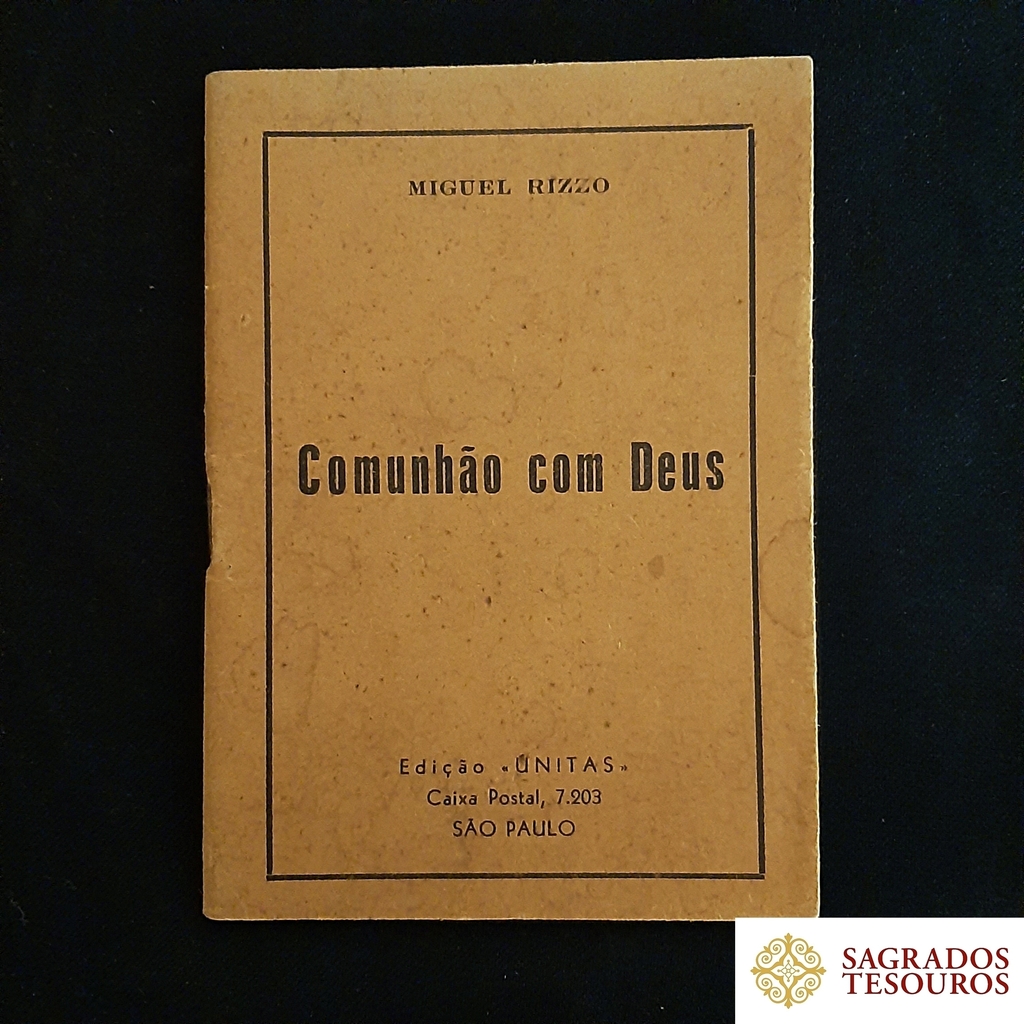 MIGUEL RIZZO
Comunhão com Deus
Edição «UNITAS»
Caixa Postal, 7.203
SÃO PAULO
SAGRADOS
TESOUROS